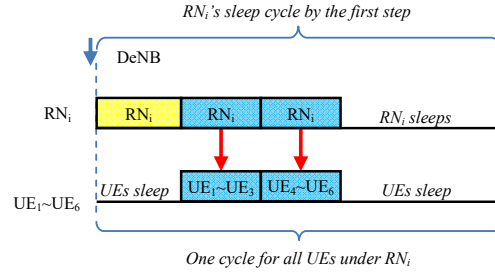 RNi's sleep cycle by the first step
DeNB
RNi RNi RNi RNi RNi sleeps
UEs sleep UE1~UE3 UE4~UE6 UEs sleep
UE1~UE6
One cycle for all UEs under RNi